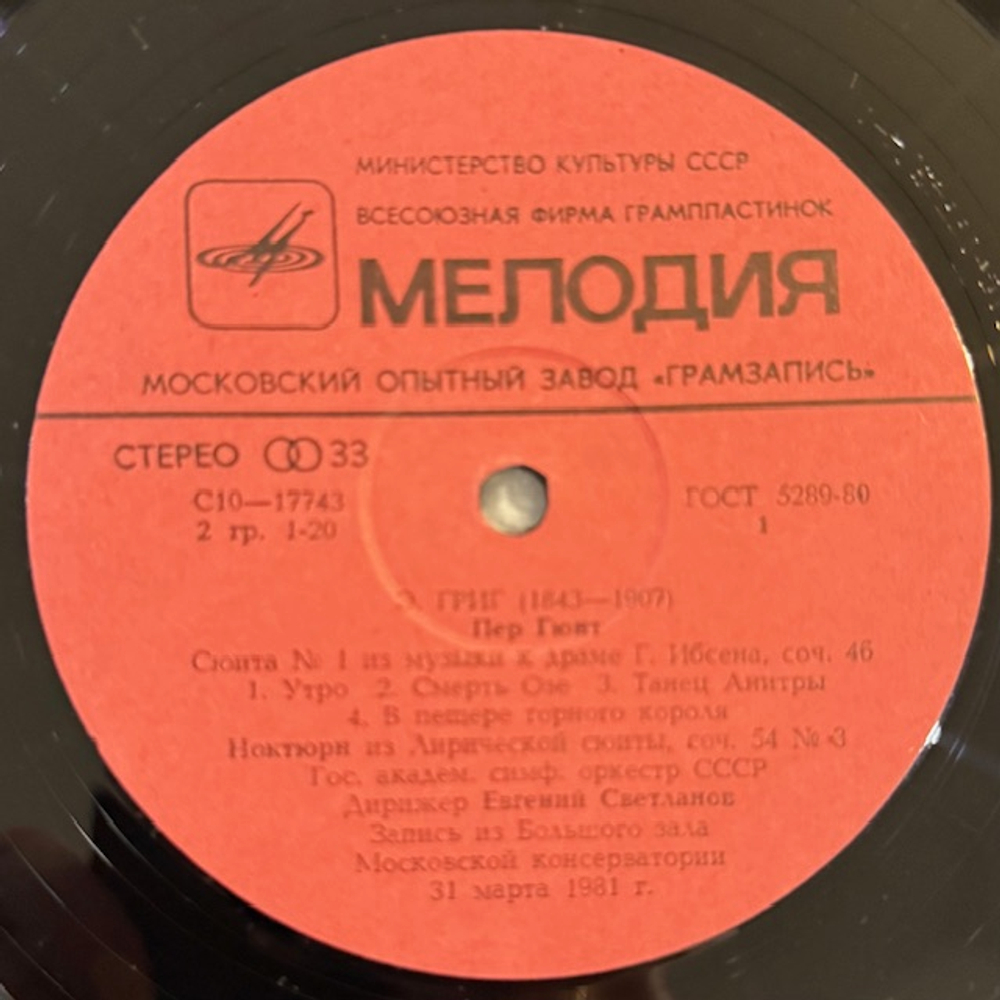 МИНИСТЕРСТВО КУЛЬТУРЫ СССР
ВСЕСОЮЗНАЯ ФИРМА ГРАМПЛАСТИНОК
МЕЛОДИЯ
МОСКОВСКИЙ ОПЫТНЫЙ ЗАВОД «ГРАМЗАПИСЬ»
СТЕРЕО 33
С10—17743
2 гр. 1-20
ГОСТ 5289-80
1
Э. ГРИГ (1843—1907)
Пер Гюнт
Сюита № 1 из музыки к драме Г. Ибсена, соч. 46
1. Утро 2. Смерть Озе 3. Танец Анитры
4. В пещере горного короля
Ноктюрн из Лирической сюиты, соч. 54 № 3
Гос. академ. симф. оркестр СССР
Дирижер Евгений Светланов
Запись из Большого зала
Московской консерватории
31 марта 1981 г.